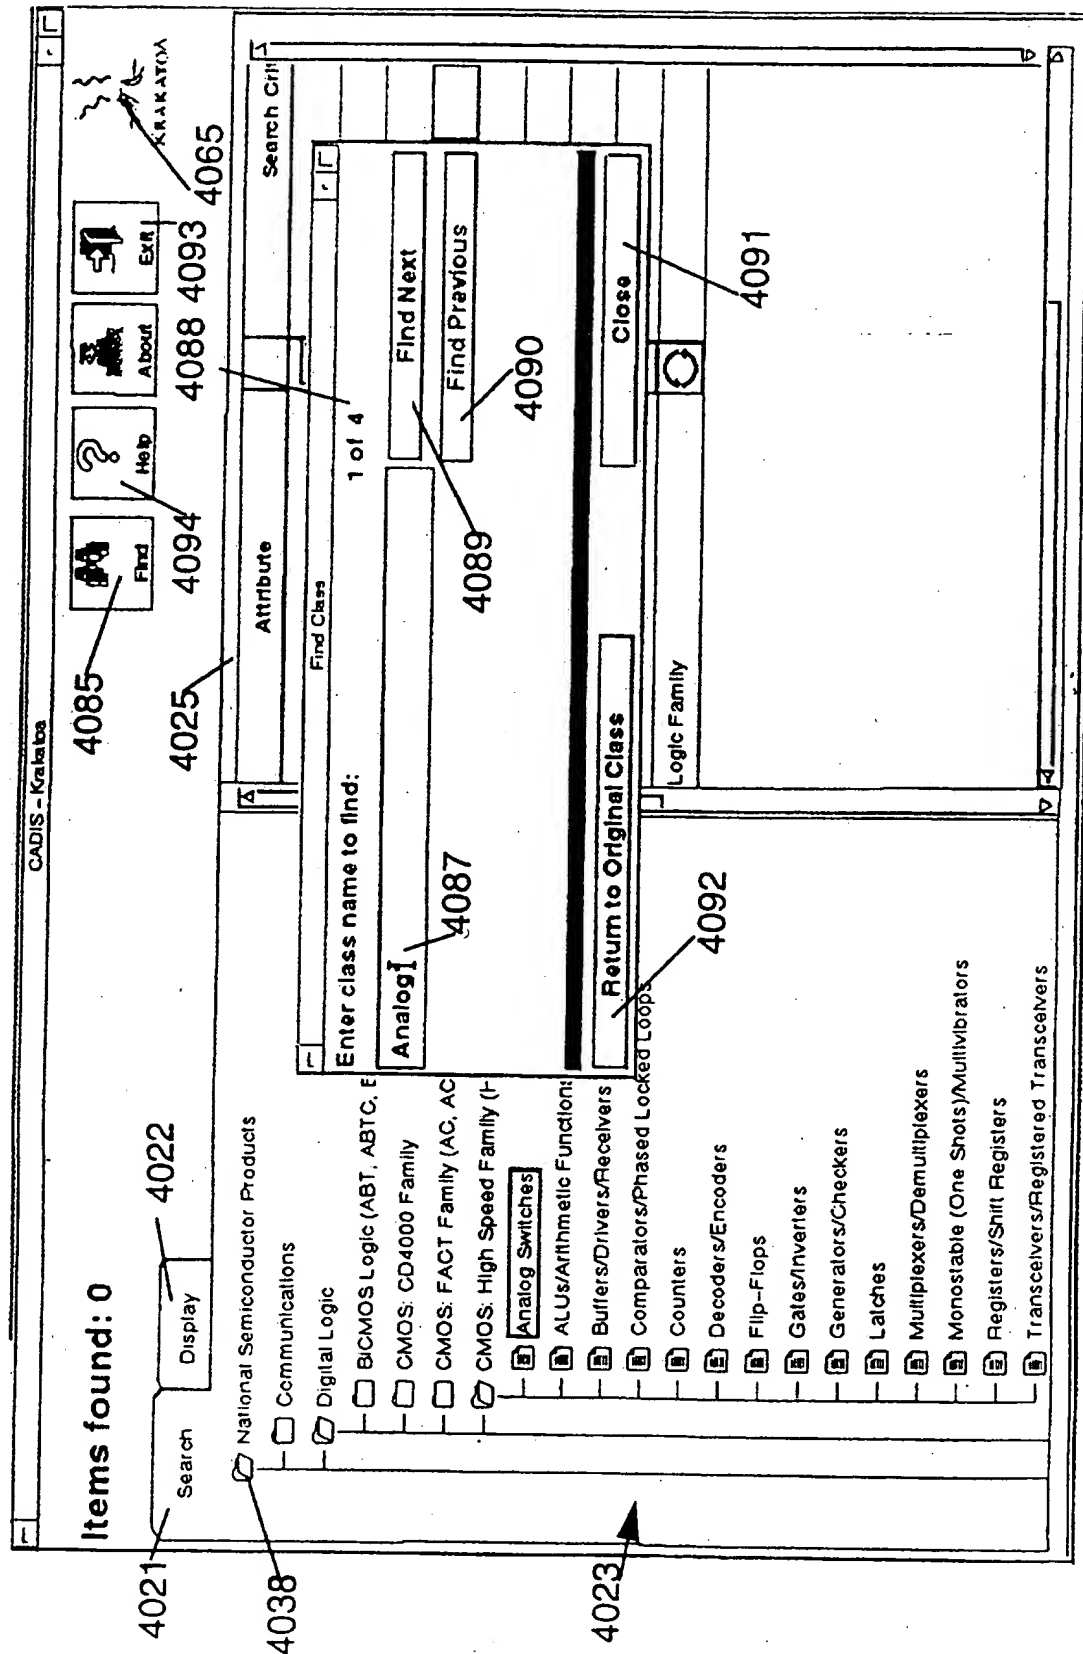 CADIS - Krakatoa
Items found: 0
Find
Help
About
Exit
KRAKATOA
4085
4094
4088
4093
4065
4021
Search
Display
4022
4025
Attribute
Search Crit
4038
National Semiconductor Products
Communications
Digital Logic
BiCMOS Logic (ABT, ABTC, E
CMOS: CD4000 Family
CMOS: FACT Family (AC, AC
CMOS: High Speed Family (H
Analog Switches
ALUs/Arithmetic Functions
Buffers/Drivers/Receivers
Comparators/Phased Locked Loops
Counters
Decoders/Encoders
Flip-Flops
Gates/Inverters
Generators/Checkers
Latches
Multiplexers/Demultiplexers
Monostable (One Shots)/Multivibrators
Registers/Shift Registers
Transceivers/Registered Transceivers
4023
Find Class
Enter class name to find:
1 of 4
Analog
4087
Find Next
4089
Find Previous
4090
Return to Original Class
4092
Close
4091
Logic Family